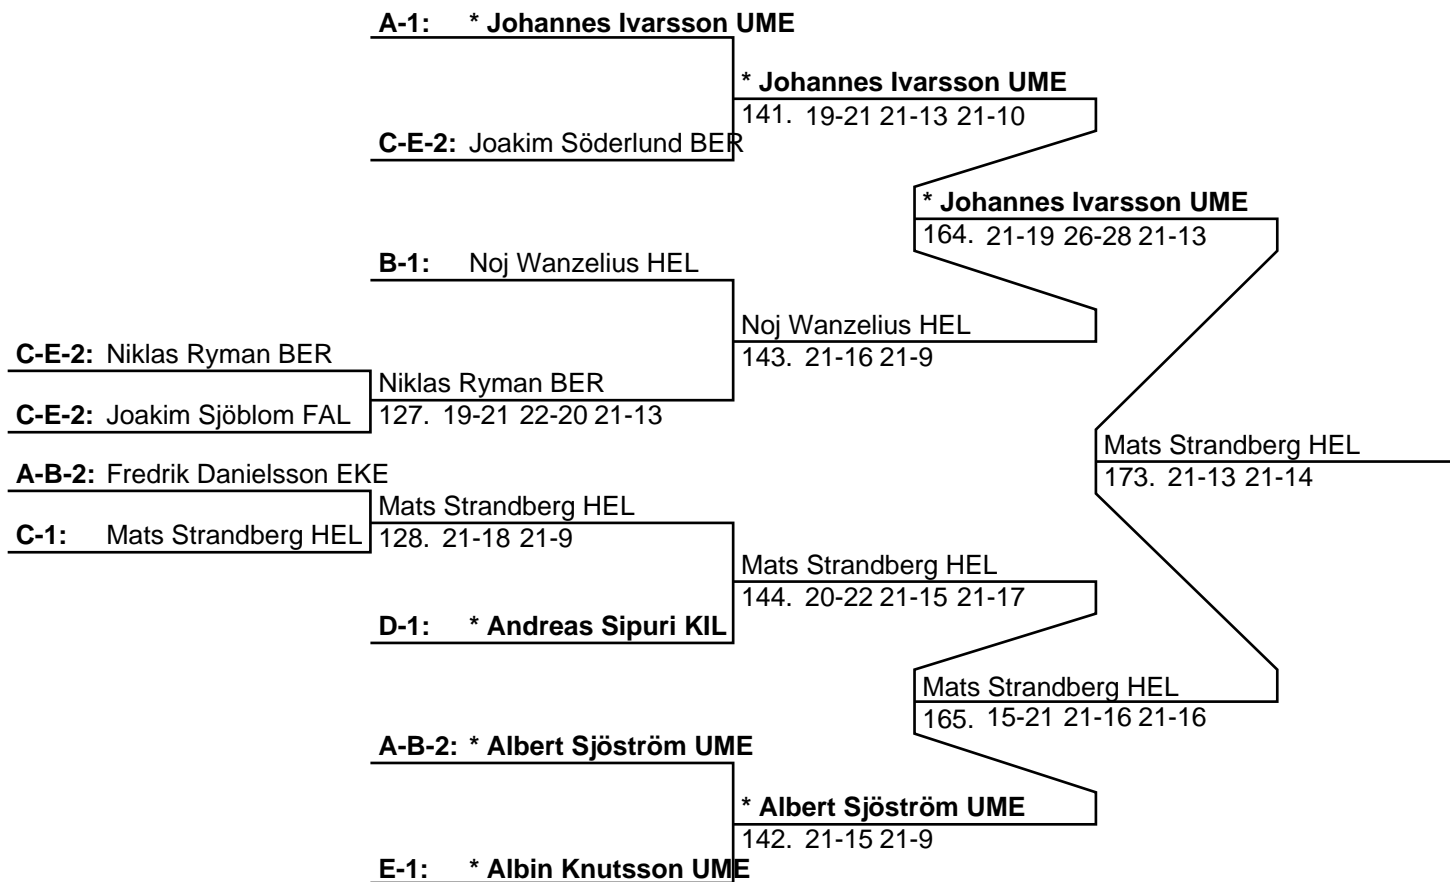 A-1: * Johannes Ivarsson UME
* Johannes Ivarsson UME
141. 19-21 21-13 21-10
C-E-2: Joakim Söderlund BER
* Johannes Ivarsson UME
164. 21-19 26-28 21-13
B-1: Noj Wanzelius HEL
Noj Wanzelius HEL
143. 21-16 21-9
C-E-2: Niklas Ryman BER
Niklas Ryman BER
127. 19-21 22-20 21-13
C-E-2: Joakim Sjöblom FAL
Mats Strandberg HEL
173. 21-13 21-14
A-B-2: Fredrik Danielsson EKE
Mats Strandberg HEL
128. 21-18 21-9
C-1: Mats Strandberg HEL
Mats Strandberg HEL
144. 20-22 21-15 21-17
D-1: * Andreas Sipuri KIL
Mats Strandberg HEL
165. 15-21 21-16 21-16
A-B-2: * Albert Sjöström UME
* Albert Sjöström UME
142. 21-15 21-9
E-1: * Albin Knutsson UME